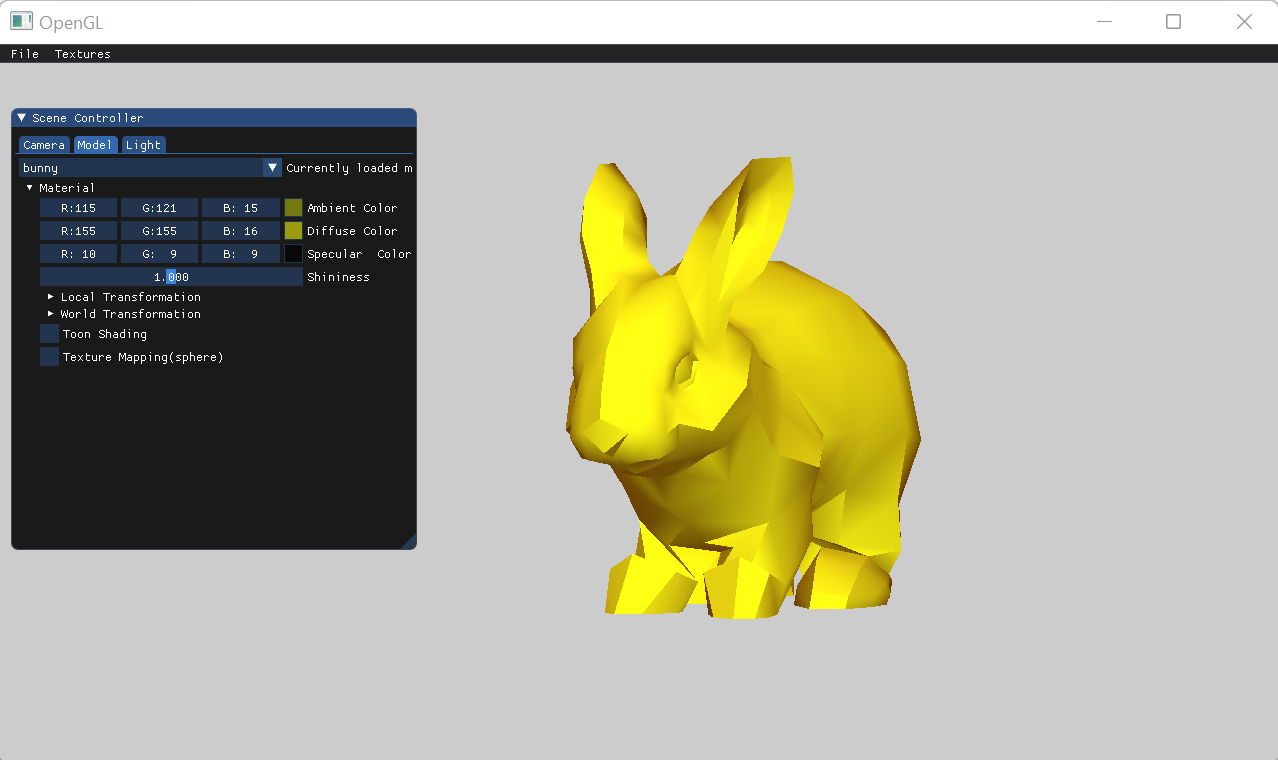 OpenGL
File Textures
Scene Controller
Camera Model Light
bunny Currently loaded m
Material
R:115 G:121 B: 15 Ambient Color
R:155 G:155 B: 16 Diffuse Color
R: 10 G:  9 B:  9 Specular  Color
1.000 Shininess
Local Transformation
World Transformation
Toon Shading
Texture Mapping(sphere)